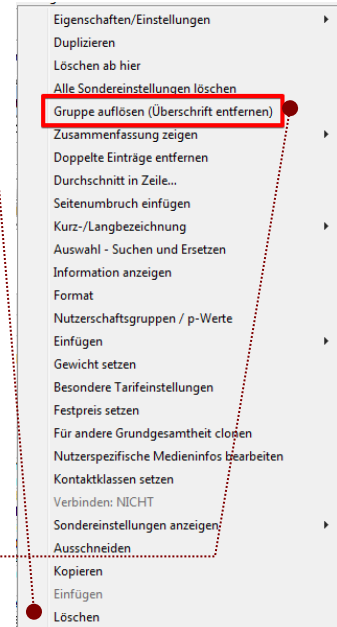 Eigenschaften/Einstellungen
Duplizieren
Löschen ab hier
Alle Sondereinstellungen löschen
Gruppe auflösen (Überschrift entfernen)
Zusammenfassung zeigen
Doppelte Einträge entfernen
Durchschnitt in Zeile...
Seitenumbruch einfügen
Kurz-/Langbezeichnung
Auswahl - Suchen und Ersetzen
Information anzeigen
Format
Nutzerschaftsgruppen / p-Werte
Einfügen
Gewicht setzen
Besondere Tarifeinstellungen
Festpreis setzen
Für andere Grundgesamtheit clonen
Nutzerspezifische Medieninfos bearbeiten
Kontaktklassen setzen
Verbinden: NICHT
Sondereinstellungen anzeigen
Ausschneiden
Kopieren
Einfügen
Löschen